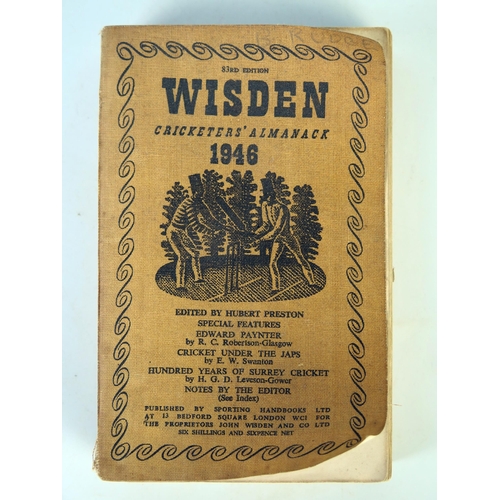 83RD EDITION
WISDEN
CRICKETERS' ALMANACK
1946
EDITED BY HUBERT PRESTON
SPECIAL FEATURES
EDWARD PAYNTER
by R. C. Robertson-Glasgow
CRICKET UNDER THE JAPS
by E. W. Swanton
HUNDRED YEARS OF SURREY CRICKET
by H. G. D. Leveson-Gower
NOTES BY THE EDITOR
(See Index)
PUBLISHED BY SPORTING HANDBOOKS LTD
AT 13 BEDFORD SQUARE LONDON WC1 FOR
THE PROPRIETORS JOHN WISDEN AND CO LTD
SIX SHILLINGS AND SIXPENCE NET